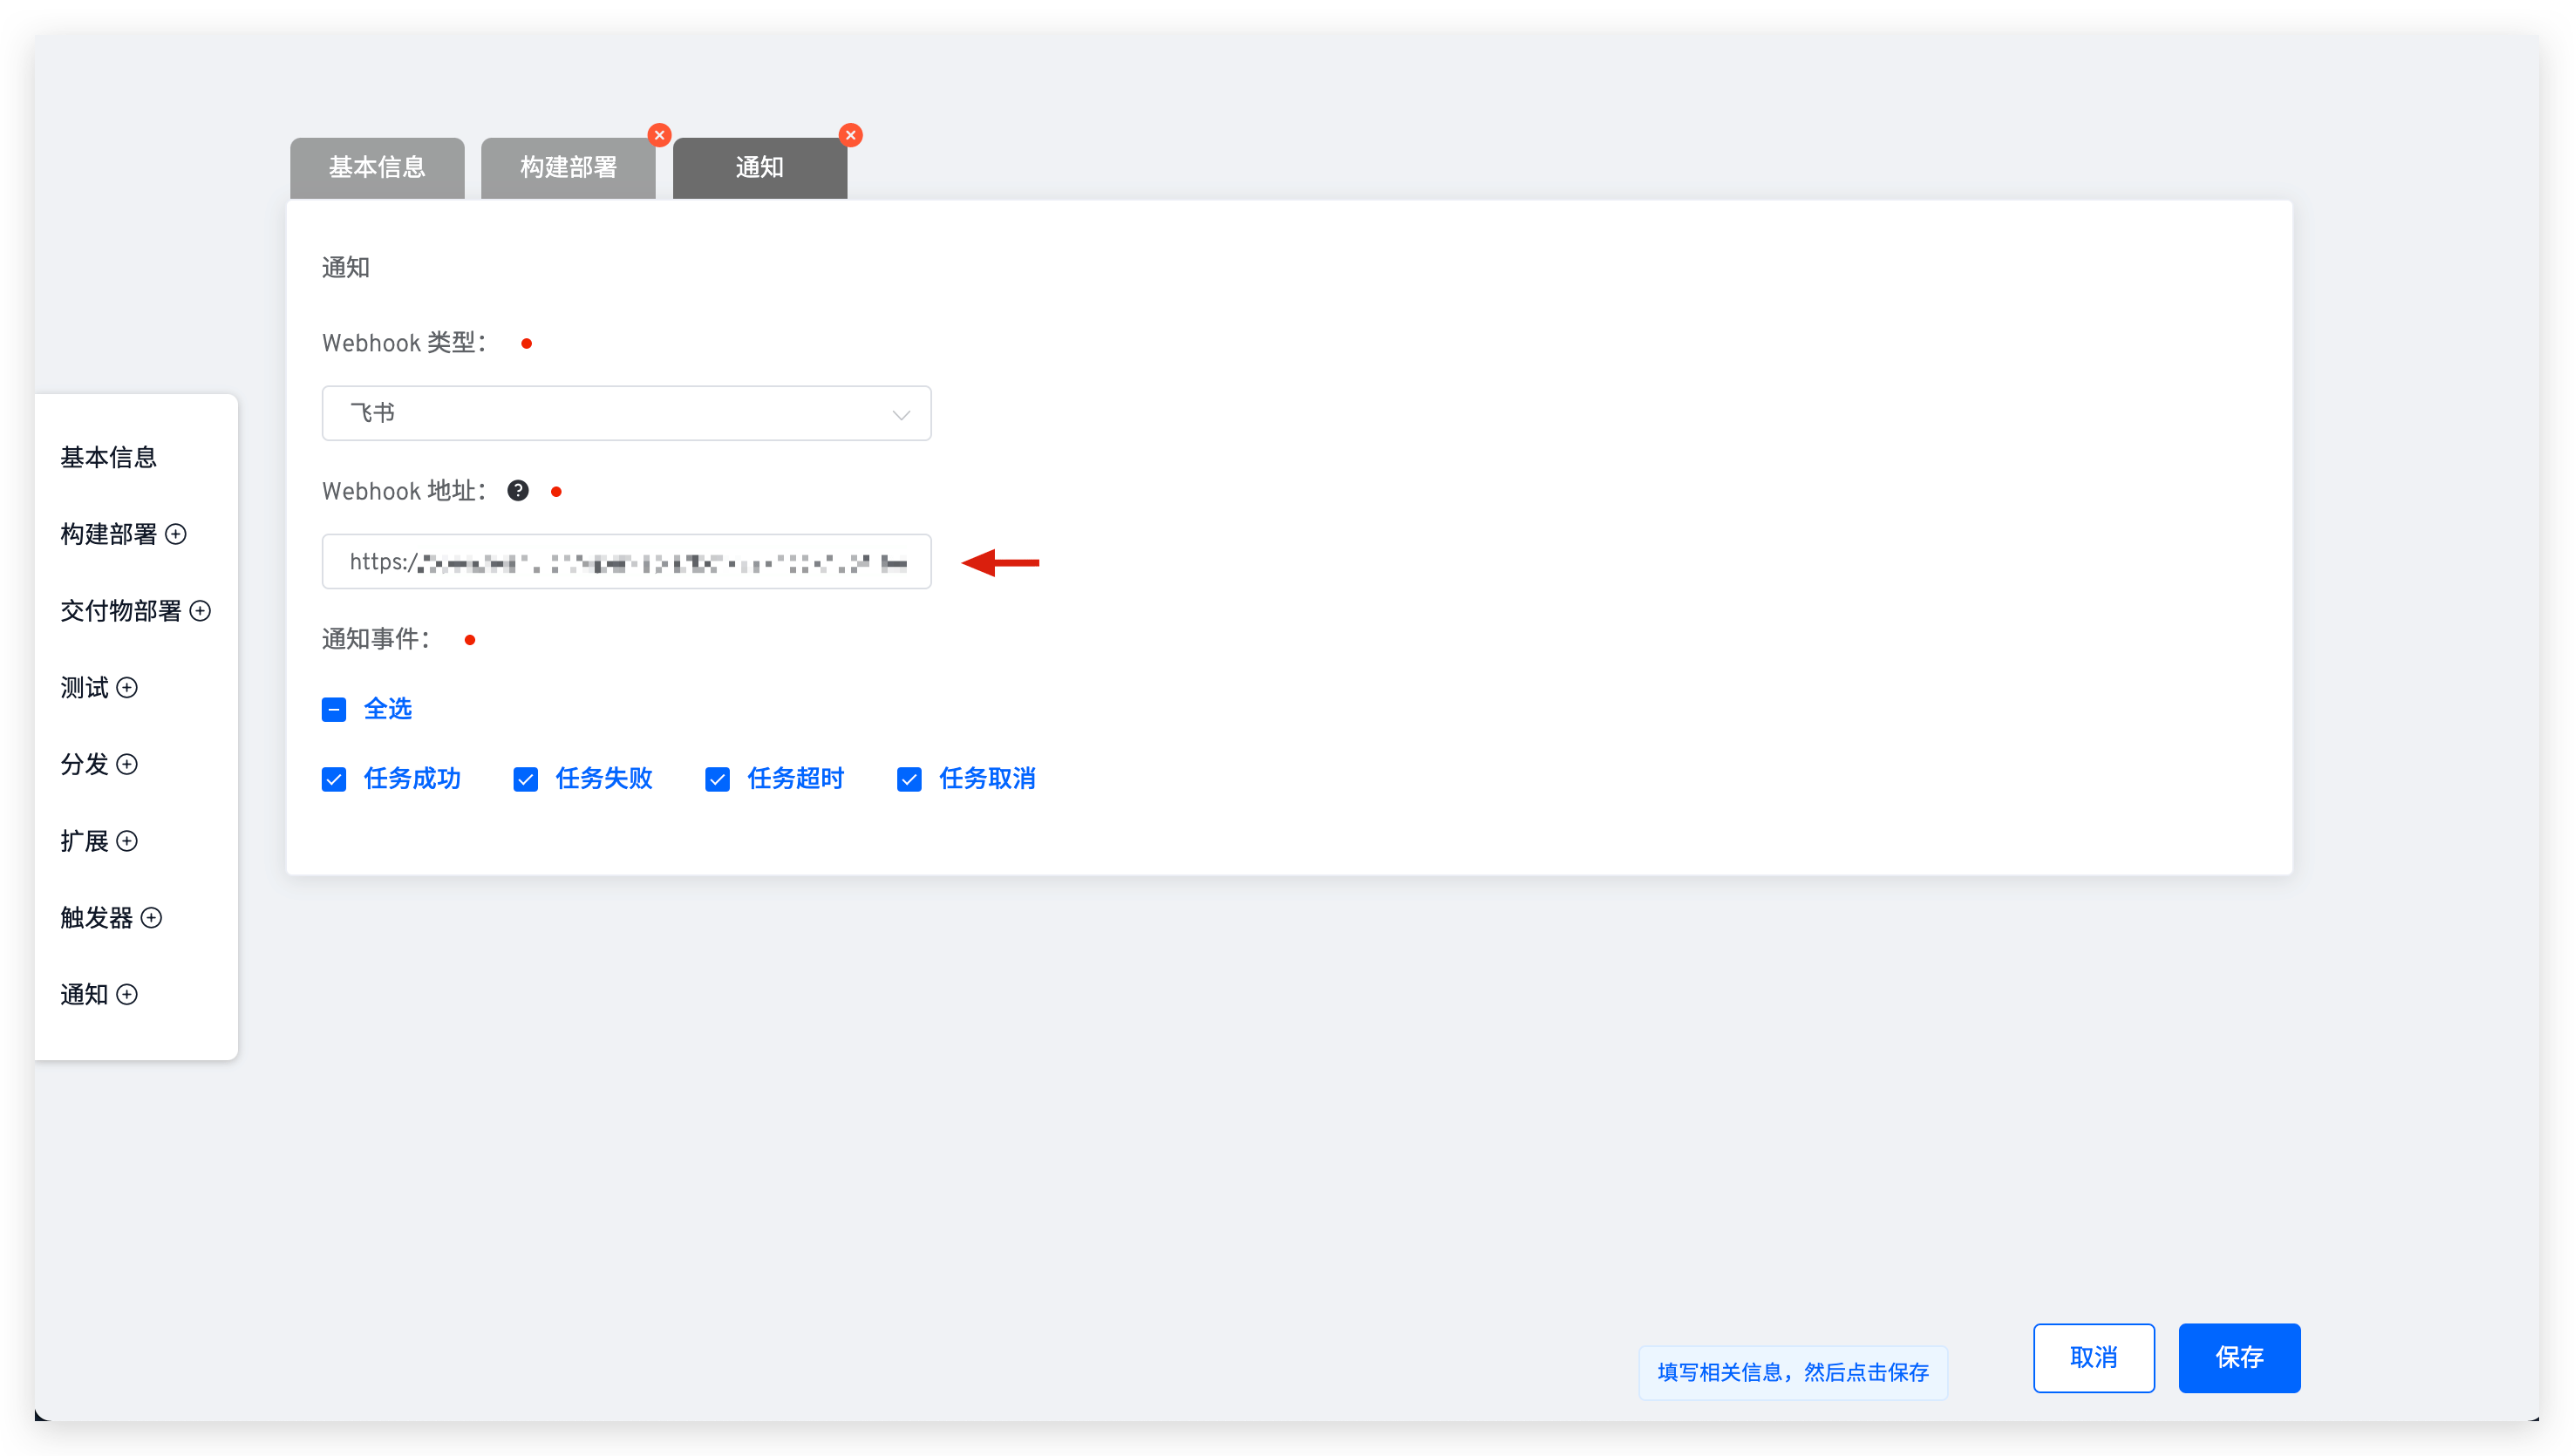 基本信息 构建部署 通知
通知
Webhook 类型：
飞书
Webhook 地址：
https:/
通知事件：
全选
任务成功 任务失败 任务超时 任务取消
基本信息
构建部署
交付物部署
测试
分发
扩展
触发器
通知
填写相关信息，然后点击保存
取消
保存